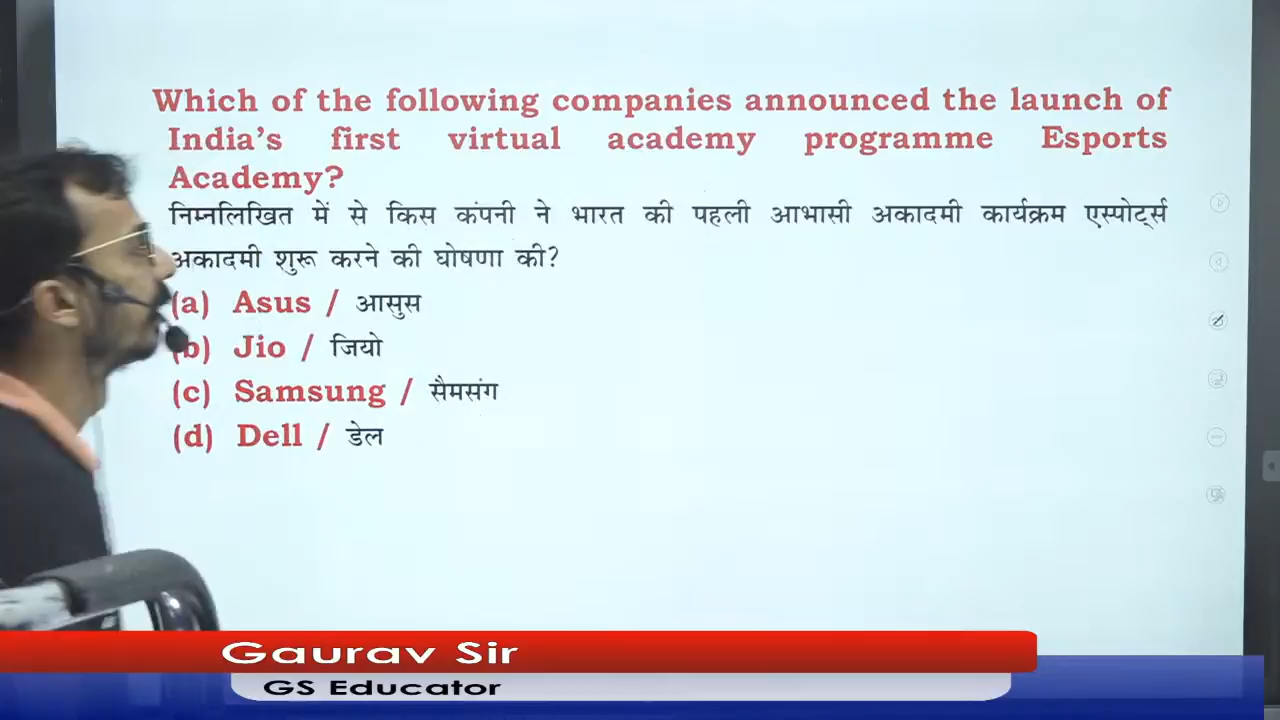 Which of the following companies announced the launch of
India's first virtual academy programme Esports
Academy?
निम्नलिखित में से किस कंपनी ने भारत की पहली आभासी अकादमी कार्यक्रम एस्पोर्ट्स
अकादमी शुरू करने की घोषणा की?
(a) Asus / आसुस
(b) Jio / जियो
(c) Samsung / सैमसंग
(d) Dell / डेल
Gaurav Sir
GS Educator